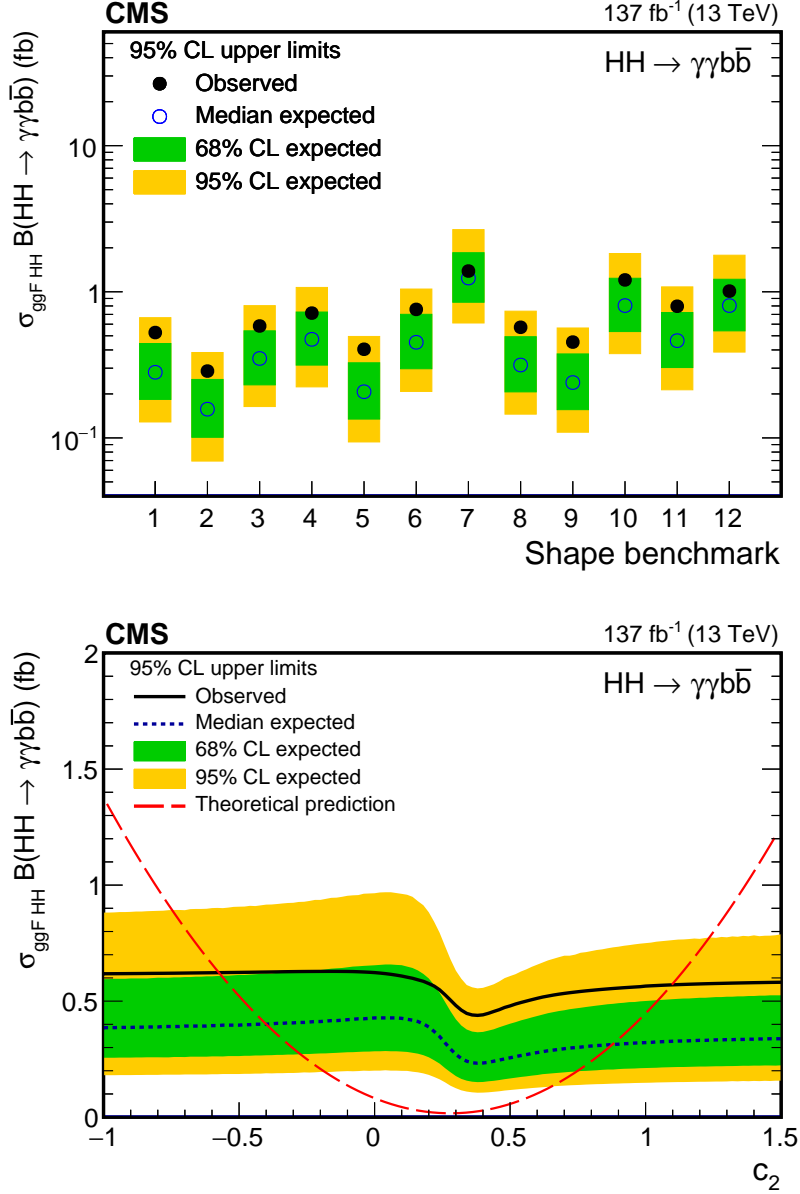 CMS 137 fb⁻¹ (13 TeV)
σ_ggF HH B(HH → γγbb̅) (fb)
95% CL upper limits
HH → γγbb̅
Observed
Median expected
68% CL expected
95% CL expected
10
1
10⁻¹
1 2 3 4 5 6 7 8 9 10 11 12
Shape benchmark
CMS 137 fb⁻¹ (13 TeV)
σ_ggF HH B(HH → γγbb̅) (fb)
2
95% CL upper limits
HH → γγbb̅
Observed
Median expected
68% CL expected
95% CL expected
Theoretical prediction
1.5
1
0.5
0
−1 −0.5 0 0.5 1 1.5
c₂